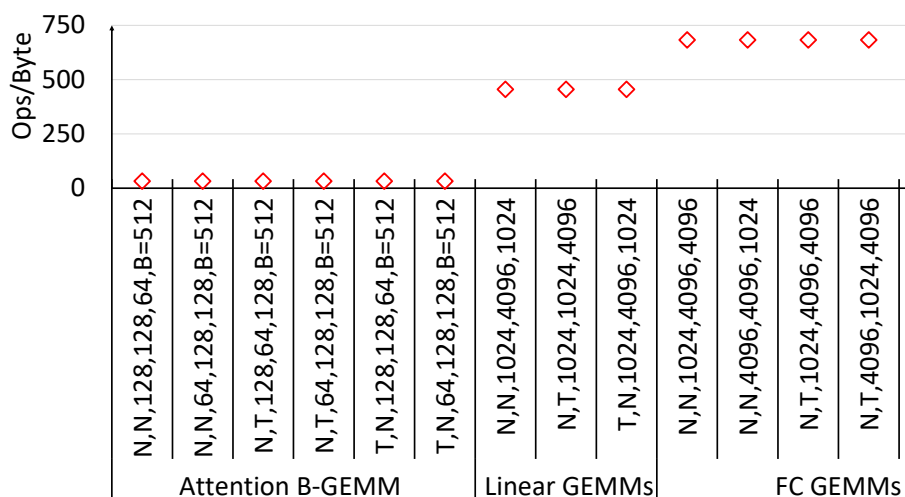 750
500
250
0
Ops/Byte
N,N,128,128,64,B=512
N,N,64,128,128,B=512
N,T,128,64,128,B=512
N,T,64,128,128,B=512
T,N,128,128,64,B=512
T,N,64,128,128,B=512
N,N,1024,4096,1024
N,T,1024,1024,4096
T,N,1024,4096,1024
N,N,1024,4096,4096
N,N,4096,4096,1024
N,T,1024,4096,4096
N,T,4096,1024,4096
Attention B-GEMM
Linear GEMMs
FC GEMMs